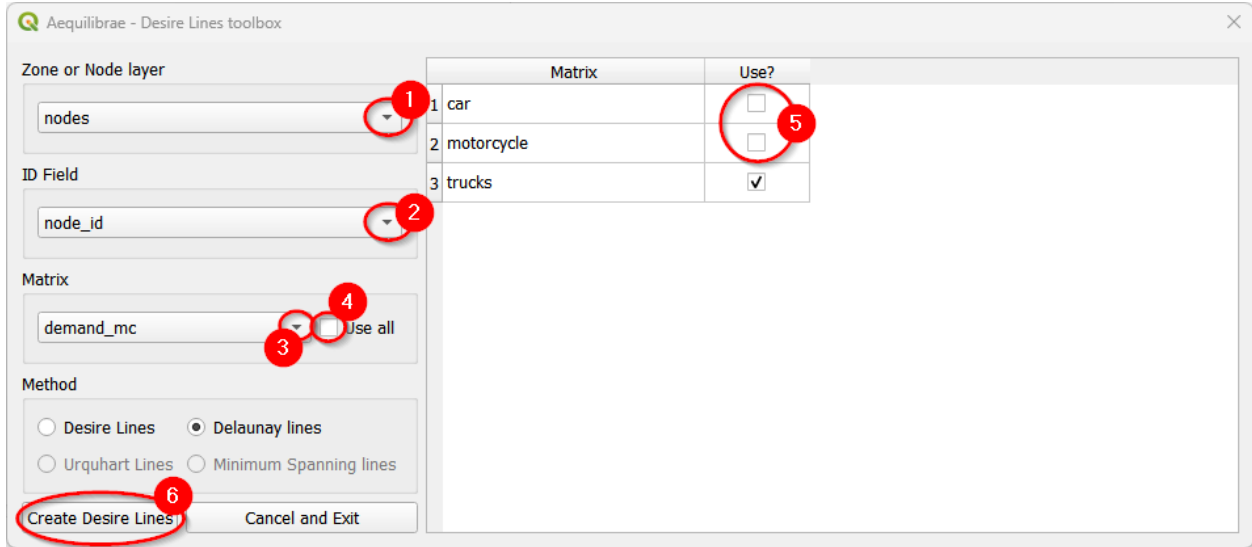 Aequilibrae - Desire Lines toolbox
Zone or Node layer
nodes
1
ID Field
node_id
2
Matrix
demand_mc
3
4
Use all
Method
Desire Lines
Delaunay lines
Urquhart Lines
Minimum Spanning lines
6
Create Desire Lines
Cancel and Exit
Matrix Use?
1 car
2 motorcycle
5
3 trucks